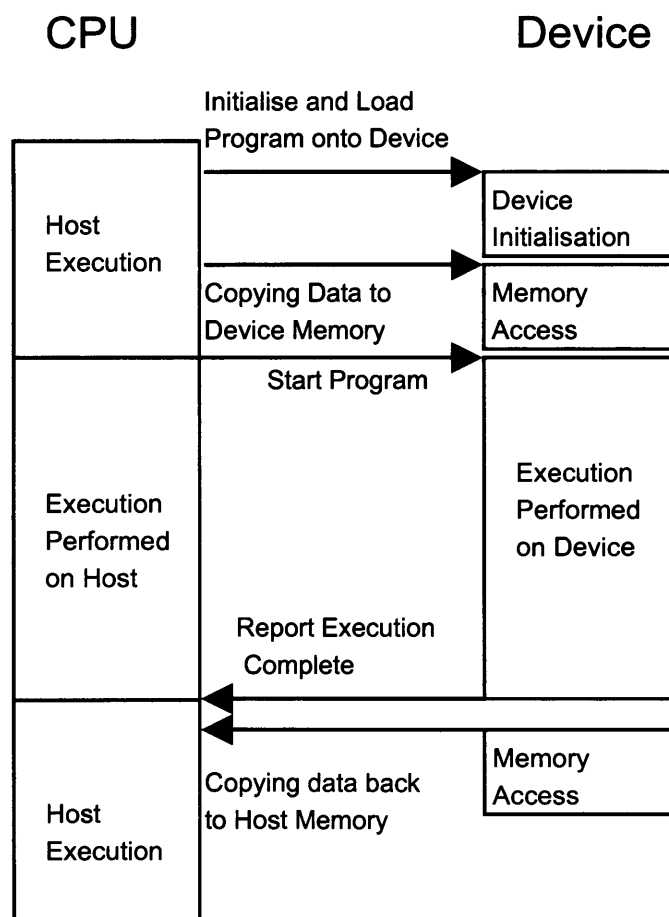 CPU
Device
Initialise and Load
Program onto Device
Host
Execution
Device
Initialisation
Copying Data to
Device Memory
Memory
Access
Start Program
Execution
Performed
on Host
Execution
Performed
on Device
Report Execution
Complete
Copying data back
to Host Memory
Memory
Access
Host
Execution